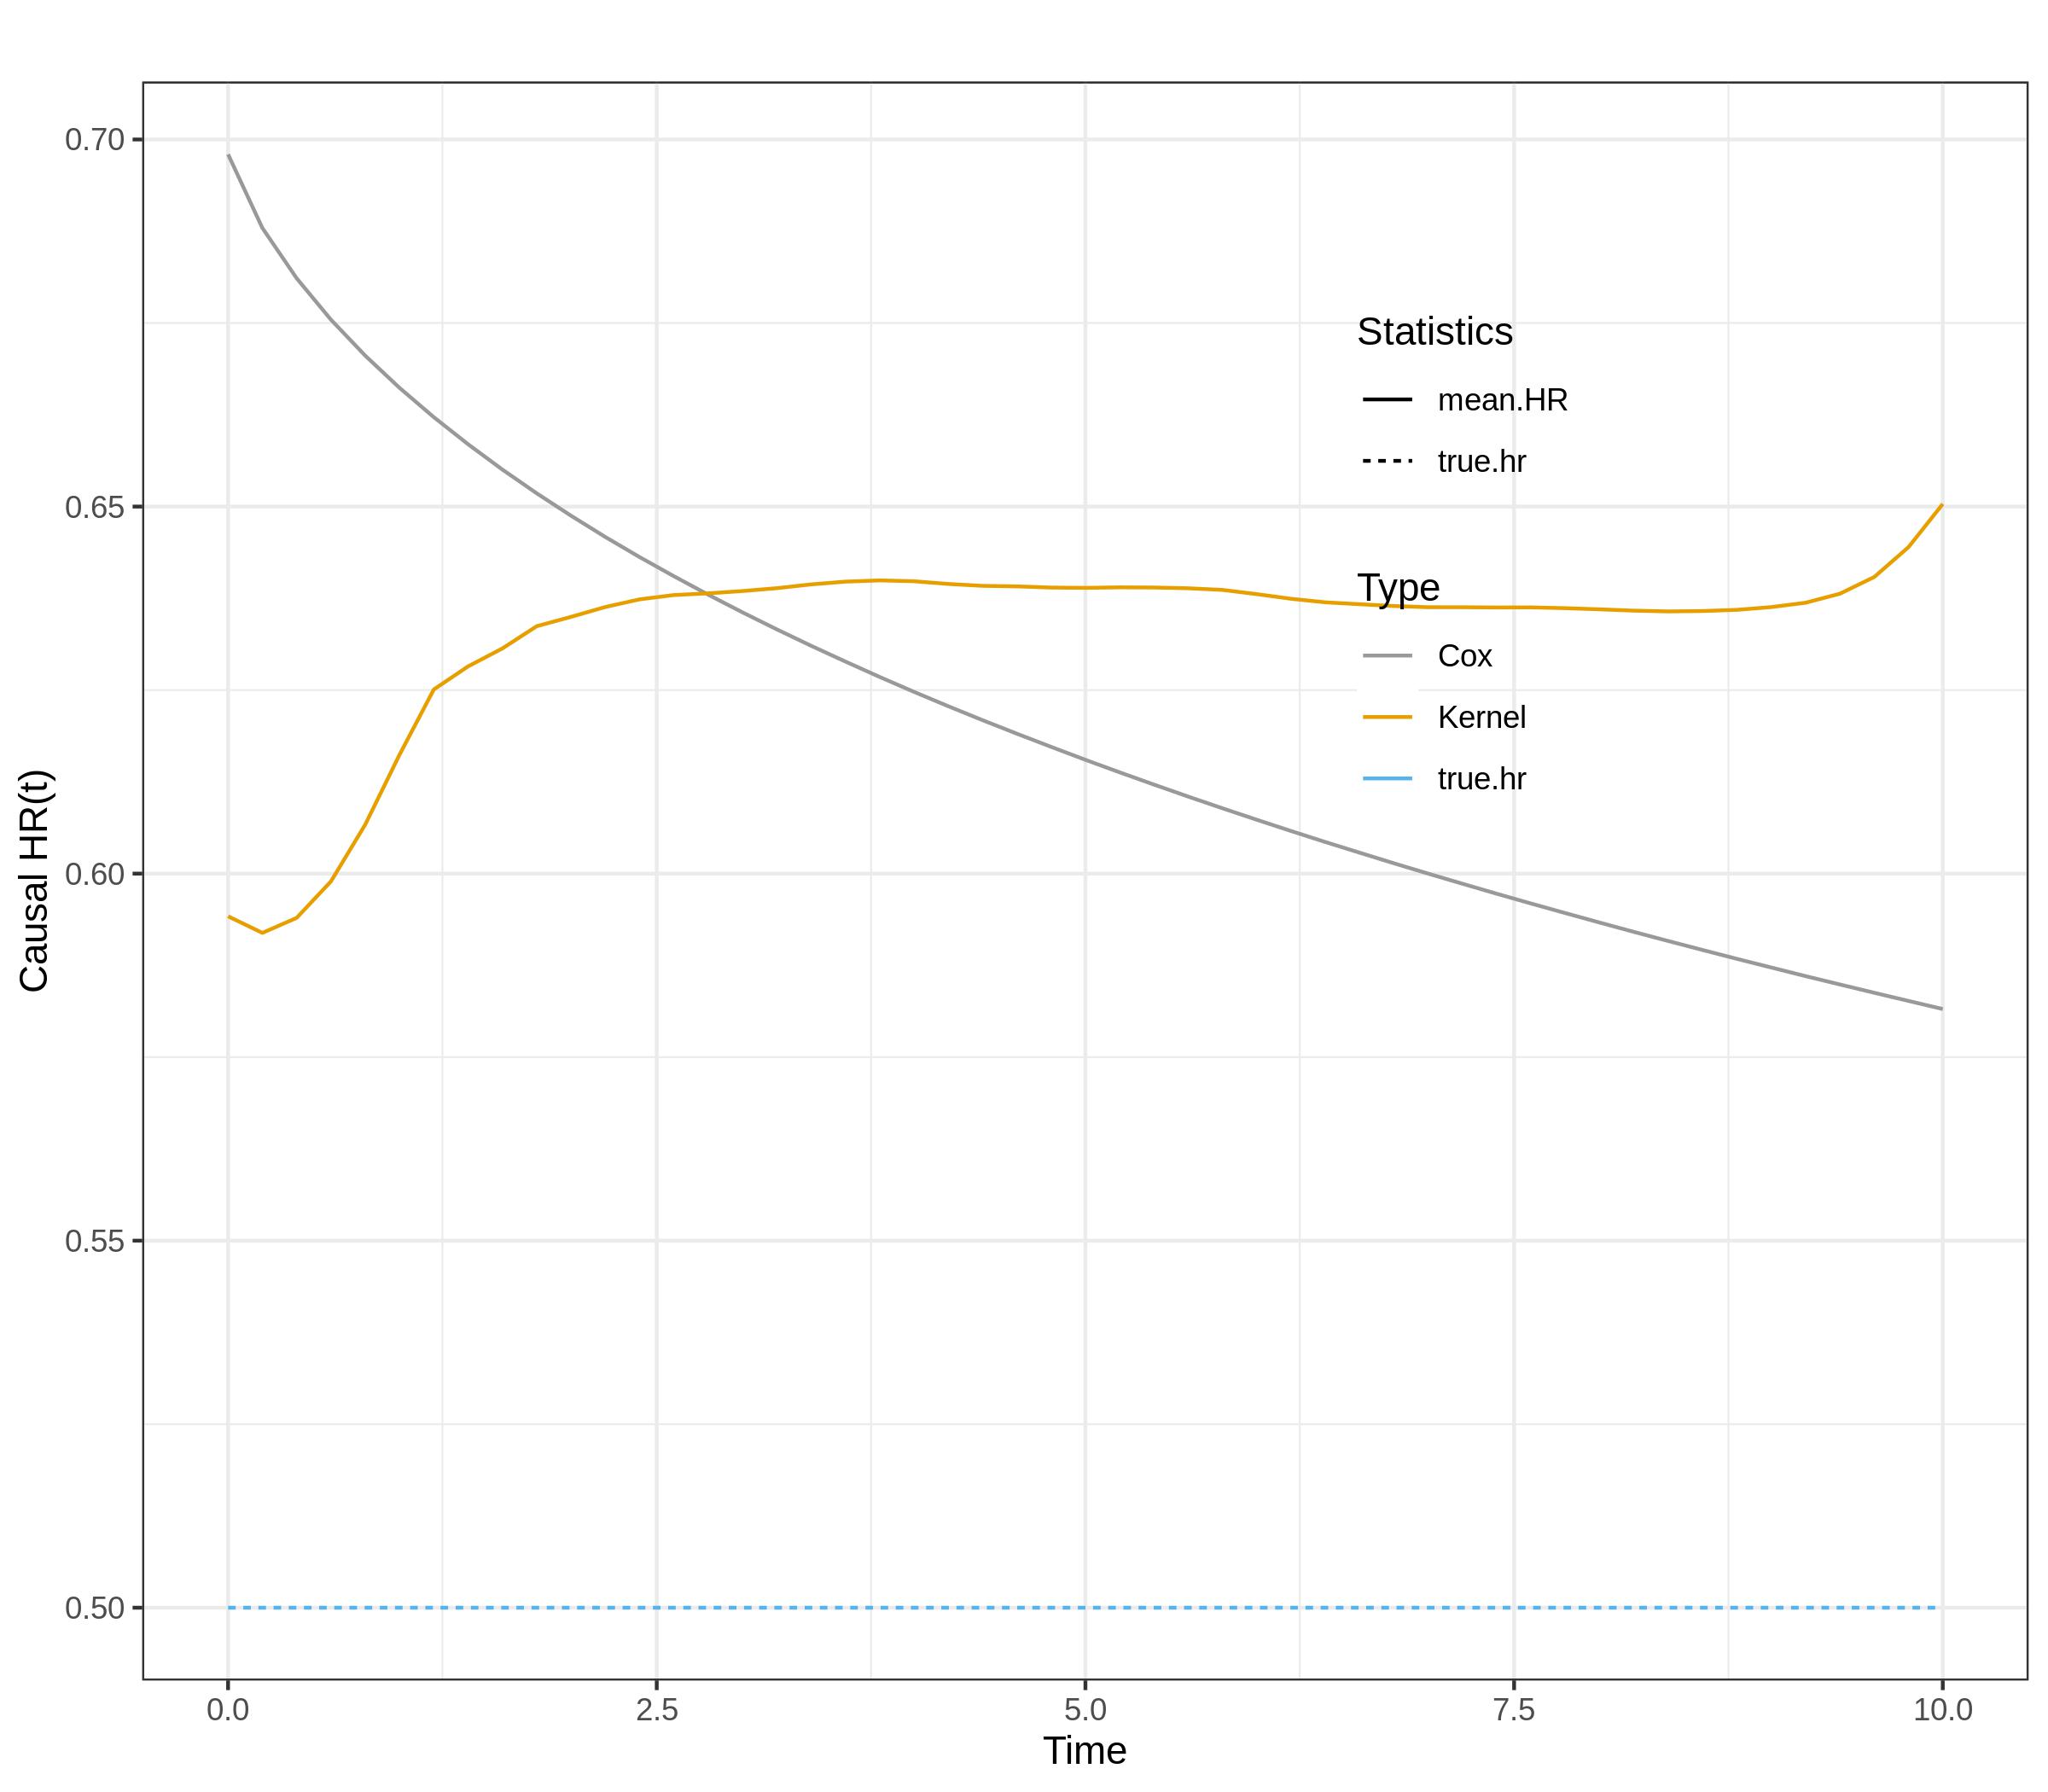 0.70
0.65
0.60
0.55
0.50
Causal HR(t)
Statistics
mean.HR
true.hr
Type
Cox
Kernel
true.hr
0.0 2.5 5.0 7.5 10.0
Time